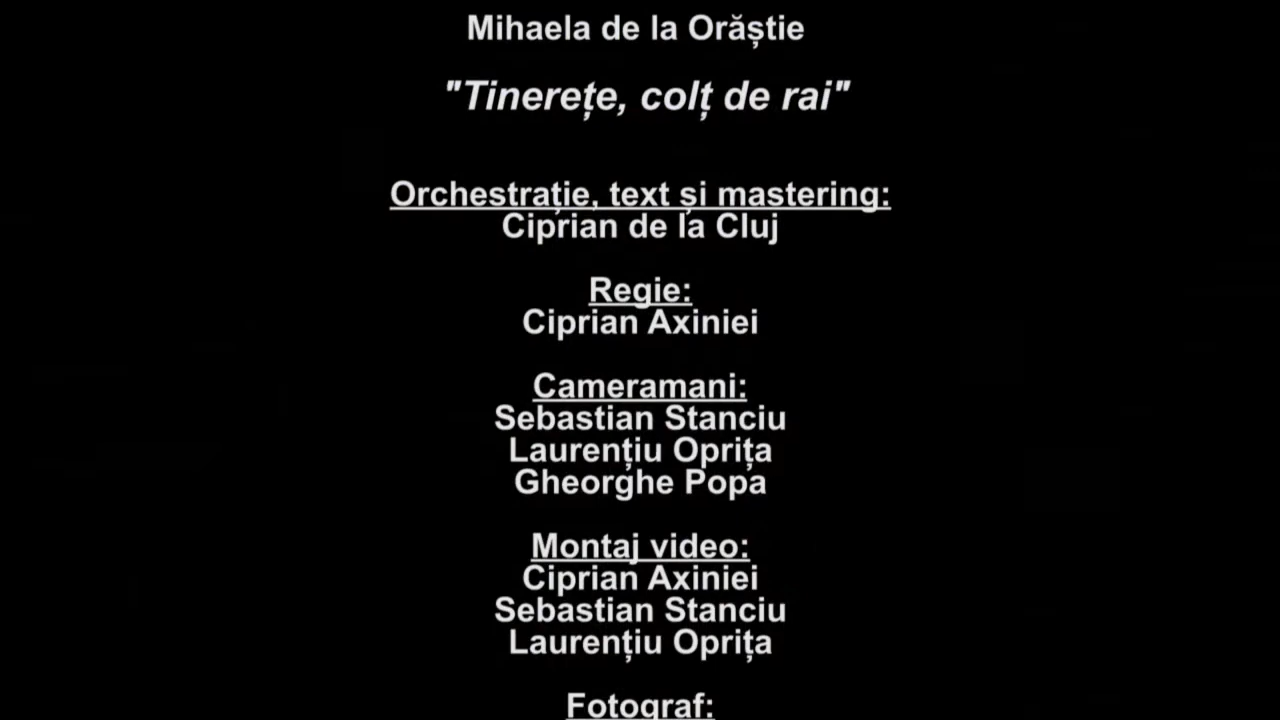 Mihaela de la Orăștie
"Tinerețe, colț de rai"
Orchestrație, text și mastering:
Ciprian de la Cluj
Regie:
Ciprian Axiniei
Cameramani:
Sebastian Stanciu
Laurențiu Oprița
Gheorghe Popa
Montaj video:
Ciprian Axiniei
Sebastian Stanciu
Laurențiu Oprița
Fotograf: